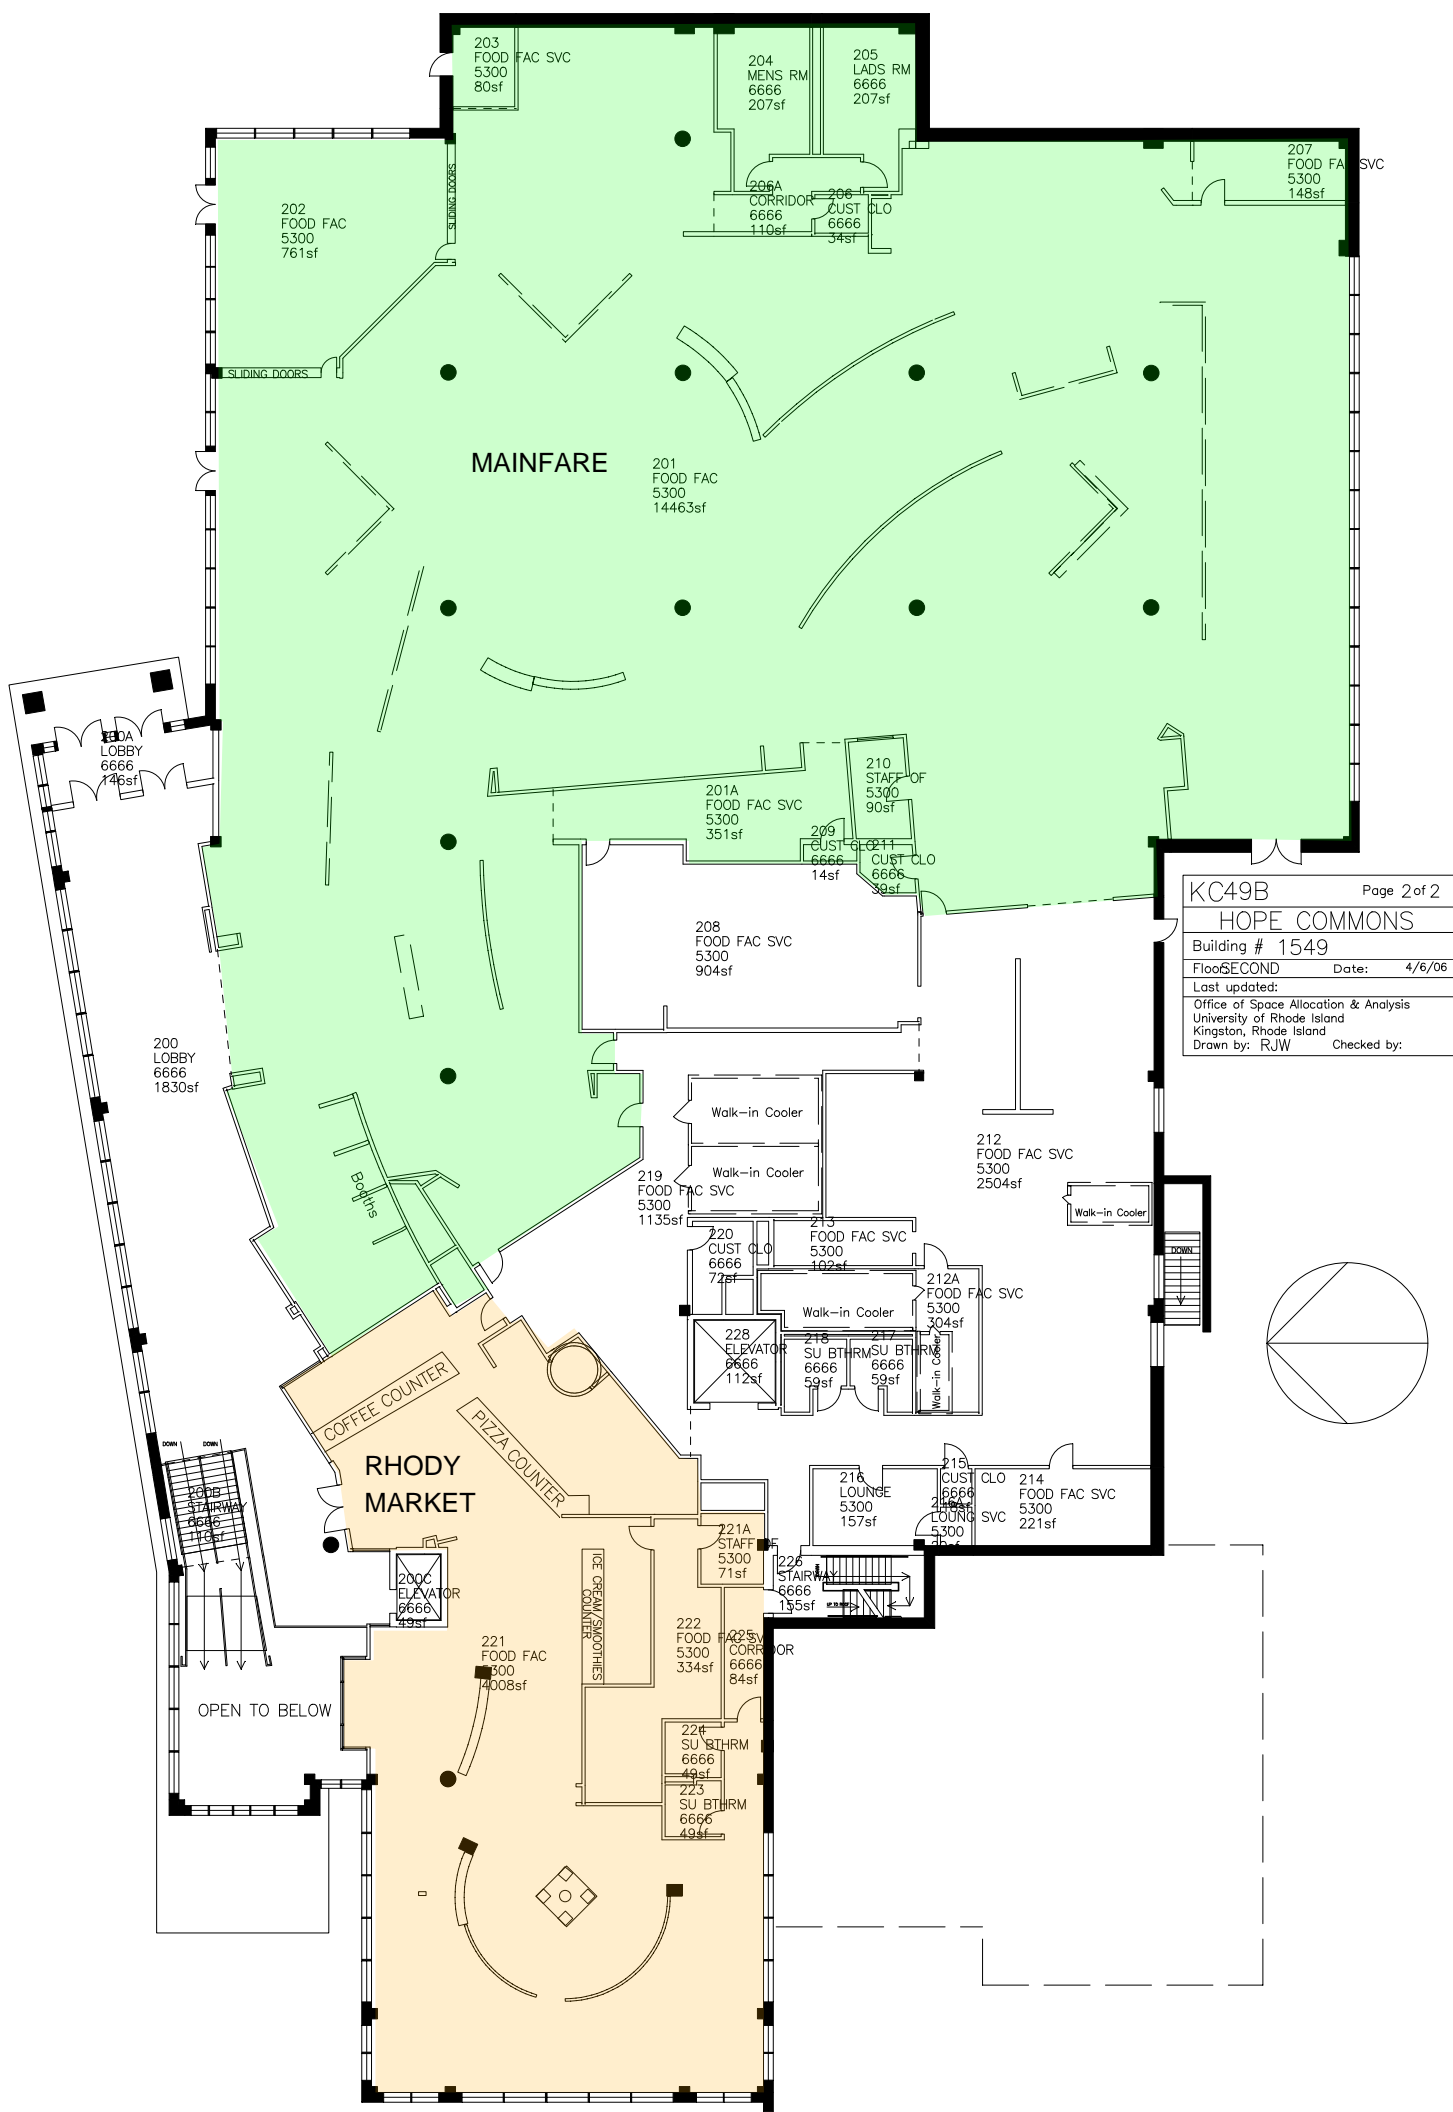 203
FOOD FAC SVC
5300
80sf
204
MENS RM
6666
207sf
205
LADS RM
6666
207sf
207
FOOD FAC SVC
5300
148sf
SLIDING DOORS
202
FOOD FAC
5300
761sf
206A
CORRIDOR
6666
110sf
206
CUST CLO
6666
34sf
SLIDING DOORS
MAINFARE
201
FOOD FAC
5300
14463sf
200A
LOBBY
6666
146sf
201A
FOOD FAC SVC
5300
351sf
210
STAFF OF
5300
90sf
209
CUST CLO
6666
14sf
211
CUST CLO
6666
39sf
208
FOOD FAC SVC
5300
904sf
KC49B Page 2 of 2
HOPE COMMONS
Building # 1549
Floor: SECOND Date: 4/6/06
Last updated:
Office of Space Allocation & Analysis
University of Rhode Island
Kingston, Rhode Island
Drawn by: RJW Checked by:
200
LOBBY
6666
1830sf
Walk-in Cooler
Walk-in Cooler
212
FOOD FAC SVC
5300
2504sf
Walk-in Cooler
Booths
219
FOOD FAC SVC
5300
1135sf
220
CUST CLO
6666
72sf
213
FOOD FAC SVC
5300
102sf
DOWN
212A
FOOD FAC SVC
5300
304sf
Walk-in Cooler
228
ELEVATOR
6666
112sf
218
SU BTHRM
6666
59sf
217
SU BTHRM
6666
59sf
Walk-in Cooler
COFFEE COUNTER
PIZZA COUNTER
RHODY
MARKET
DOWN DOWN
200B
STAIRWAY
6666
110sf
216
LOUNGE
5300
157sf
215
CUST CLO
6666
216A
LOUNG SVC
5300
214
FOOD FAC SVC
5300
221sf
221A
STAFF OF
5300
71sf
226
STAIRWAY
6666
155sf
UP TO ROOF
200C
ELEVATOR
6666
49sf
ICE CREAM/SMOOTHIES
COUNTER
221
FOOD FAC
5300
4008sf
222
FOOD FAC SVC
5300
334sf
225
CORRIDOR
6666
84sf
OPEN TO BELOW
224
SU BTHRM
6666
49sf
223
SU BTHRM
6666
49sf